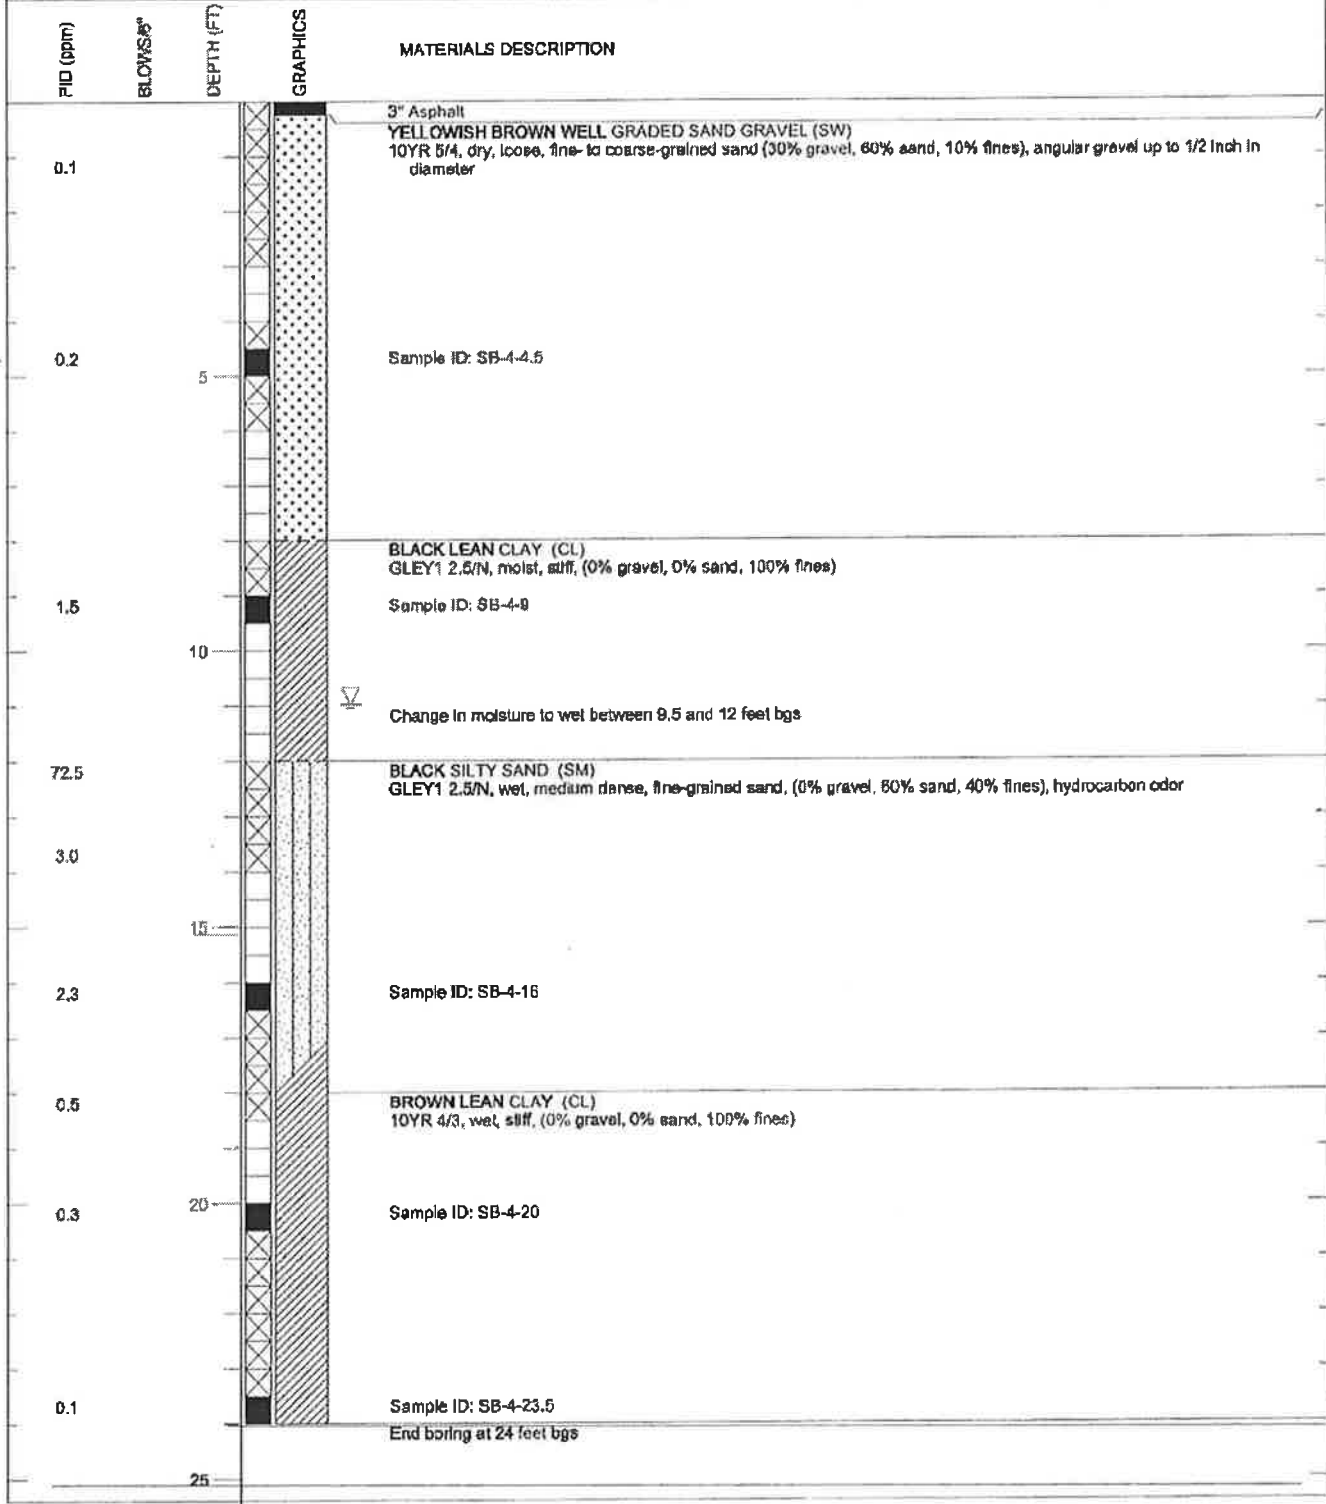 PID (ppm)
BLOWS/6"
DEPTH (FT)
GRAPHICS
MATERIALS DESCRIPTION
3" Asphalt
YELLOWISH BROWN WELL GRADED SAND GRAVEL (SW)
10YR 5/4, dry, loose, fine- to coarse-grained sand (30% gravel, 60% sand, 10% fines), angular gravel up to 1/2 inch in
diameter
0.1
0.2
Sample ID: SB-4-4.5
5
BLACK LEAN CLAY (CL)
GLEY1 2.5/N, moist, stiff, (0% gravel, 0% sand, 100% fines)
1.5
Sample ID: SB-4-9
10
Change in moisture to wet between 9.5 and 12 feet bgs
72.5
BLACK SILTY SAND (SM)
GLEY1 2.5/N, wet, medium dense, fine-grained sand, (0% gravel, 60% sand, 40% fines), hydrocarbon odor
3.0
15
2.3
Sample ID: SB-4-16
0.5
BROWN LEAN CLAY (CL)
10YR 4/3, wet, stiff, (0% gravel, 0% sand, 100% fines)
20
0.3
Sample ID: SB-4-20
0.1
Sample ID: SB-4-23.5
End boring at 24 feet bgs
25